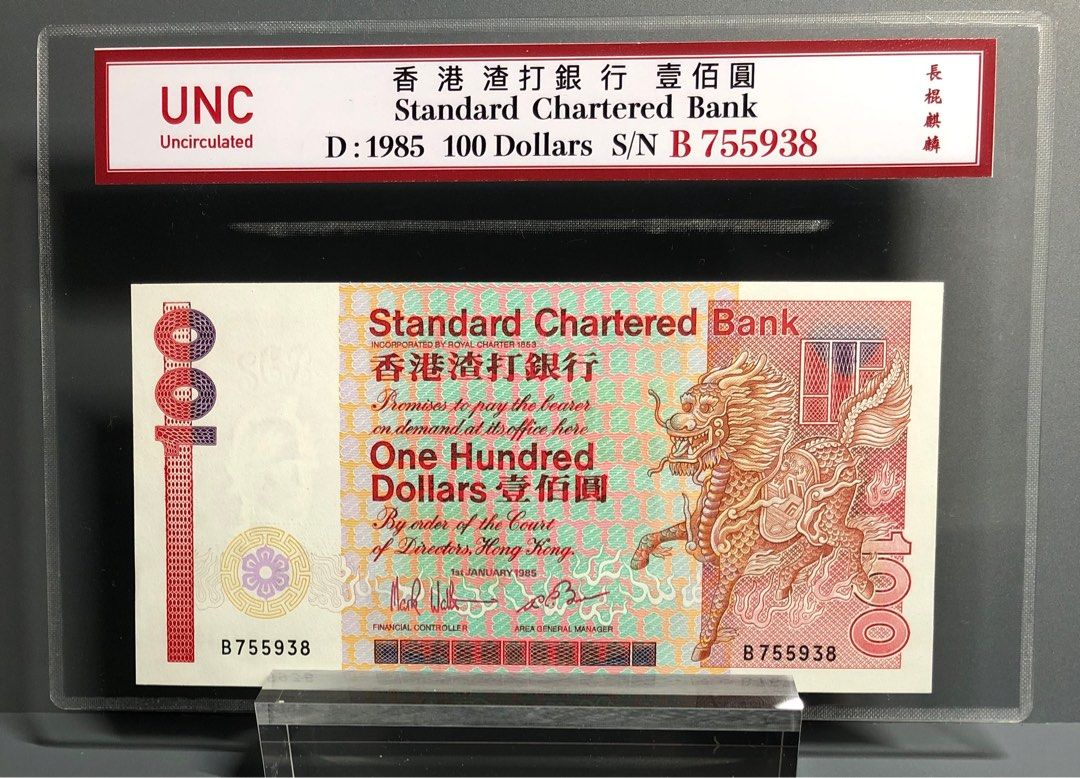 UNC
Uncirculated
香港渣打銀行 壹佰圓
Standard Chartered Bank
D:1985 100 Dollars S/N B 755938
長棍麒麟
100
Standard Chartered Bank
INCORPORATED BY ROYAL CHARTER 1853
香港渣打銀行
Promises to pay the bearer
on demand at its office here
One Hundred
Dollars 壹佰圓
By order of the Court
of Directors, Hong Kong.
1st JANUARY 1985
FINANCIAL CONTROLLER AREA GENERAL MANAGER
B755938
B755938
100